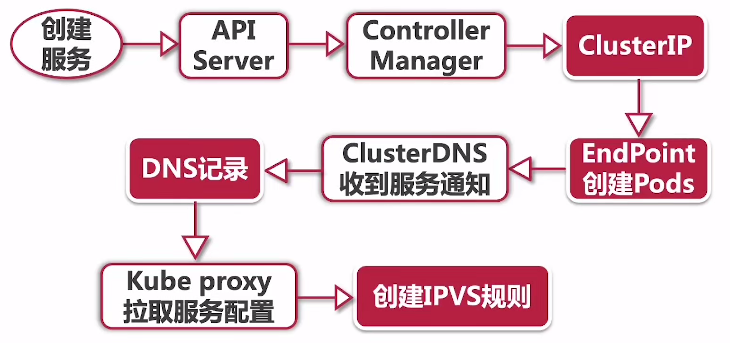 创建
服务
API
Server
Controller
Manager
ClusterIP
EndPoint
创建Pods
ClusterDNS
收到服务通知
DNS记录
Kube proxy
拉取服务配置
创建IPVS规则